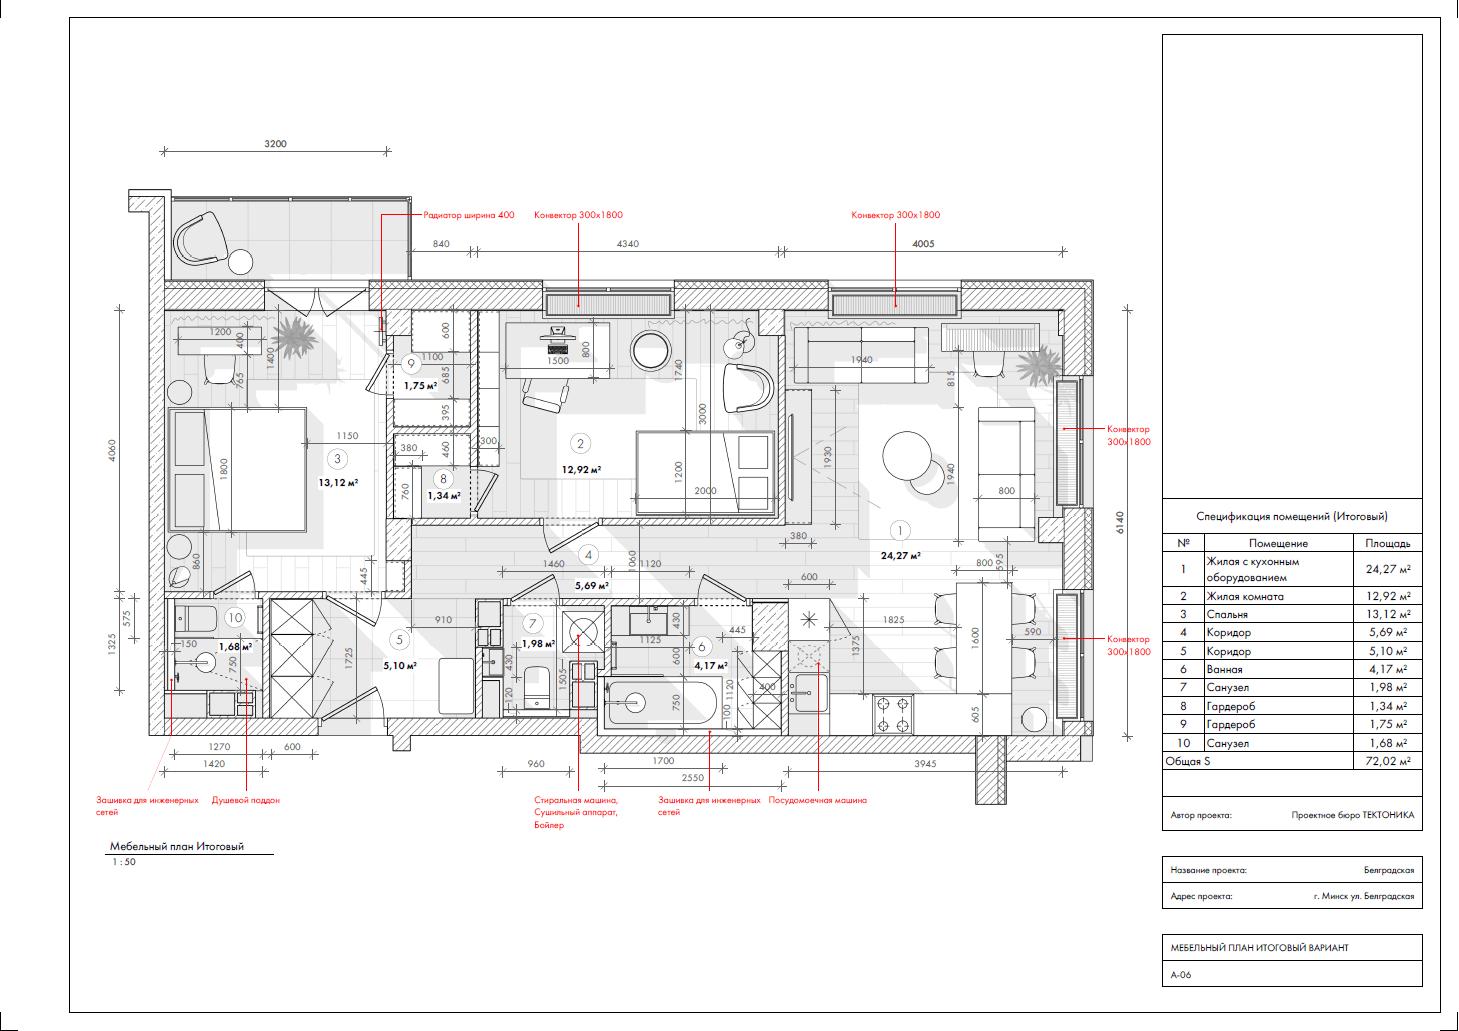 3200
Радиатор ширина 400
Конвектор 300х1800
Конвектор 300х1800
840
4340
4005
1200
400
1400
765
600
9
1100
1,75 м²
685
395
1500
800
1740
3000
1940
815
Конвектор
300х1800
4060
1150
3
13,12 м²
1800
380
460
300
8
1,34 м²
760
2
12,92 м²
1200
2000
1930
1940
800
1
24,27 м²
380
6140
860
445
4
5,69 м²
1460
1060
1120
600
800
595
575
1325
10
1,68 м²
150
750
910
5
5,10 м²
1725
7
1,98 м²
430
120
1505
1125
430
600
445
6
4,17 м²
750
1120
100
400
1825
1375
1600
590
605
Конвектор
300х1800
1270
600
1420
960
1700
2550
3945
Зашивка для инженерных
сетей
Душевой поддон
Стиральная машина,
Сушильный аппарат,
Бойлер
Зашивка для инженерных
сетей
Посудомоечная машина
Мебельный план Итоговый
1 : 50
Спецификация помещений (Итоговый)
№ Помещение Площадь
1 Жилая с кухонным
оборудованием 24,27 м²
2 Жилая комната 12,92 м²
3 Спальня 13,12 м²
4 Коридор 5,69 м²
5 Коридор 5,10 м²
6 Ванная 4,17 м²
7 Санузел 1,98 м²
8 Гардероб 1,34 м²
9 Гардероб 1,75 м²
10 Санузел 1,68 м²
Общая S 72,02 м²
Автор проекта: Проектное бюро ТЕКТОНИКА
Название проекта: Белградская
Адрес проекта: г. Минск ул. Белградская
МЕБЕЛЬНЫЙ ПЛАН ИТОГОВЫЙ ВАРИАНТ
А-06